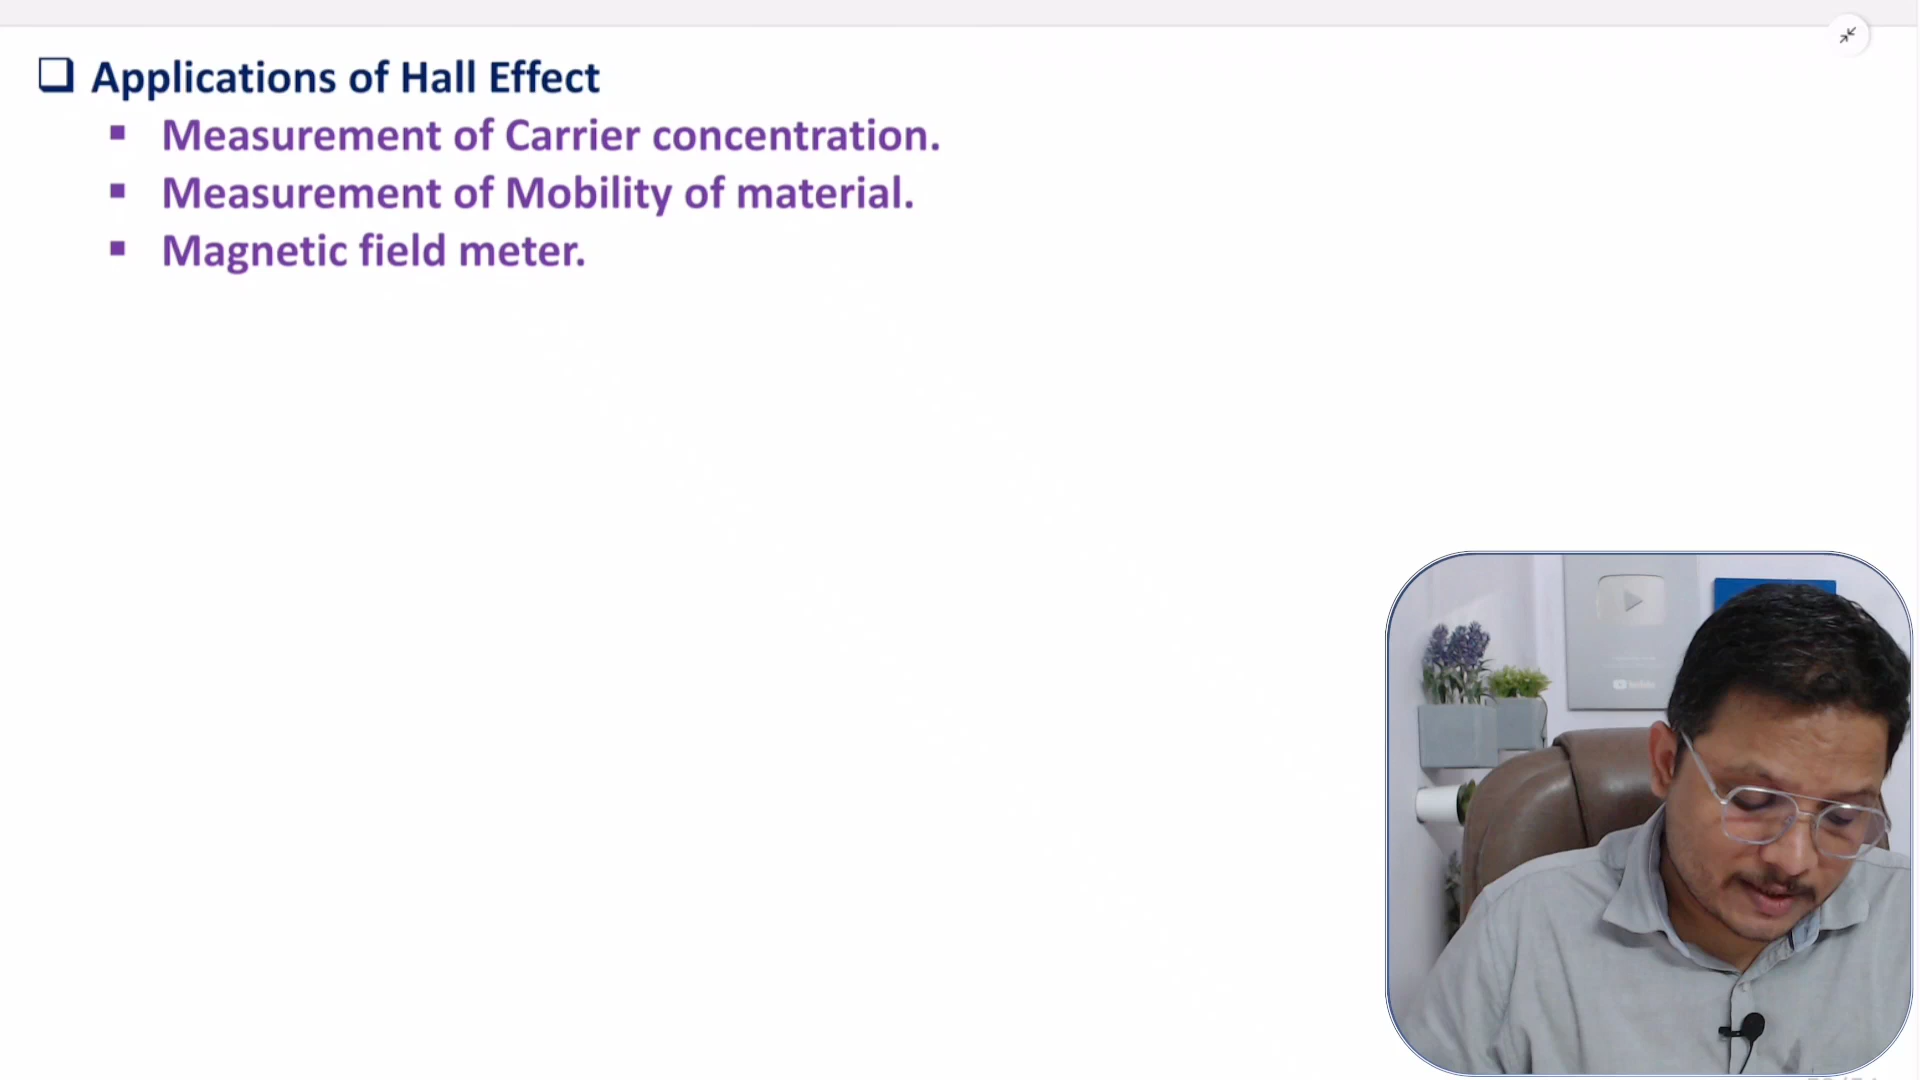 Applications of Hall Effect
Measurement of Carrier concentration.
Measurement of Mobility of material.
Magnetic field meter.